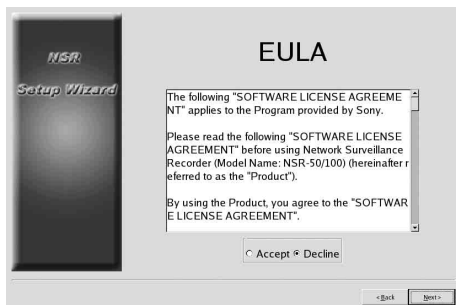 NSR
Setup Wizard
EULA
The following "SOFTWARE LICENSE AGREEME
NT" applies to the Program provided by Sony.
Please read the following "SOFTWARE LICENSE
AGREEMENT" before using Network Surveillance
Recorder (Model Name: NSR-50/100) (hereinafter r
eferred to as the "Product").
By using the Product, you agree to the "SOFTWAR
E LICENSE AGREEMENT".
Accept Decline
< Back Next >